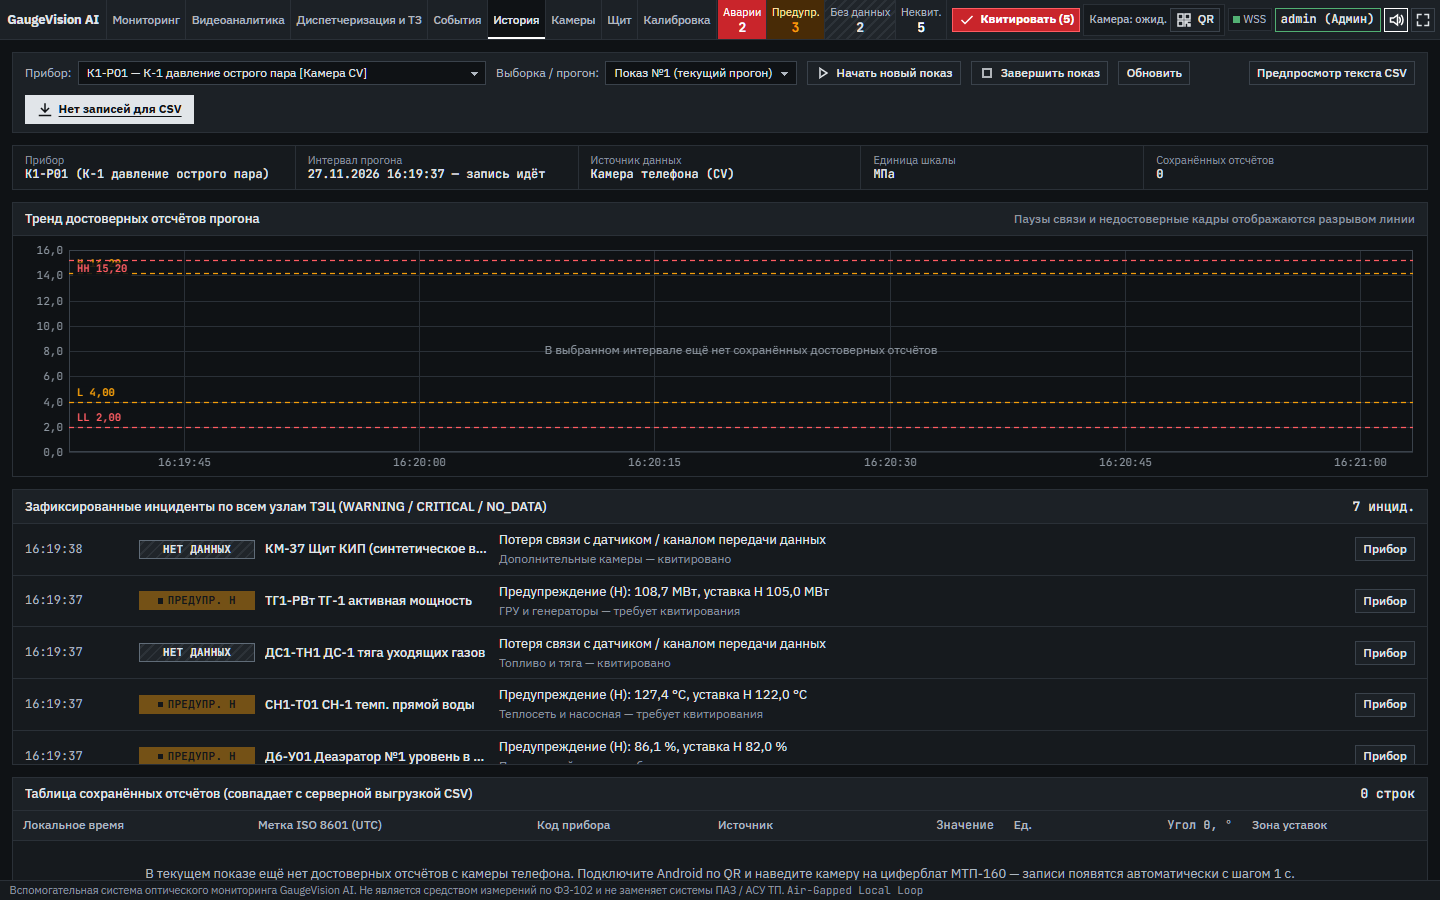 GaugeVision AI Мониторинг Видеоаналитика Диспетчеризация и ТЗ События История Камеры Щит Калибровка Аварии 2 Предупр. 3 Без данных 2 Неквит. 5 Квитировать (5) Камера: ожид. QR WSS admin (Админ)
Прибор: К1-Р01 — К-1 давление острого пара [Камера CV] Выборка / прогон: Показ №1 (текущий прогон) Начать новый показ Завершить показ Обновить Предпросмотр текста CSV
Нет записей для CSV
Прибор Интервал прогона Источник данных Единица шкалы Сохранённых отсчётов
К1-Р01 (К-1 давление острого пара) 27.11.2026 16:19:37 — запись идёт Камера телефона (CV) МПа 0
Тренд достоверных отсчётов прогона Паузы связи и недостоверные кадры отображаются разрывом линии
16,0
HH 15,20
14,0
12,0
10,0
8,0 В выбранном интервале ещё нет сохранённых достоверных отсчётов
6,0
L 4,00
4,0
LL 2,00
2,0
0,0
16:19:45 16:20:00 16:20:15 16:20:30 16:20:45 16:21:00
Зафиксированные инциденты по всем узлам ТЭЦ (WARNING / CRITICAL / NO_DATA) 7 инцид.
16:19:38 НЕТ ДАННЫХ КМ-37 Щит КИП (синтетическое в... Потеря связи с датчиком / каналом передачи данных Прибор
Дополнительные камеры — квитировано
16:19:37 ПРЕДУПР. H ТГ1-РВт ТГ-1 активная мощность Предупреждение (H): 108,7 МВт, уставка H 105,0 МВт Прибор
ГРУ и генераторы — требует квитирования
16:19:37 НЕТ ДАННЫХ ДС1-ТН1 ДС-1 тяга уходящих газов Потеря связи с датчиком / каналом передачи данных Прибор
Топливо и тяга — квитировано
16:19:37 ПРЕДУПР. H СН1-Т01 СН-1 темп. прямой воды Предупреждение (H): 127,4 °C, уставка H 122,0 °C Прибор
Теплосеть и насосная — требует квитирования
16:19:37 ПРЕДУПР. H Д6-У01 Деаэратор №1 уровень в ... Предупреждение (H): 86,1 %, уставка H 82,0 % Прибор
Таблица сохранённых отсчётов (совпадает с серверной выгрузкой CSV) 0 строк
Локальное время Метка ISO 8601 (UTC) Код прибора Источник Значение Ед. Угол θ, ° Зона уставок
В текущем показе ещё нет достоверных отсчётов с камеры телефона. Подключите Android по QR и наведите камеру на циферблат МТП-160 — записи появятся автоматически с шагом 1 с.
Вспомогательная система оптического мониторинга GaugeVision AI. Не является средством измерений по ФЗ-102 и не заменяет системы ПАЗ / АСУ ТП. Air-Gapped Local Loop